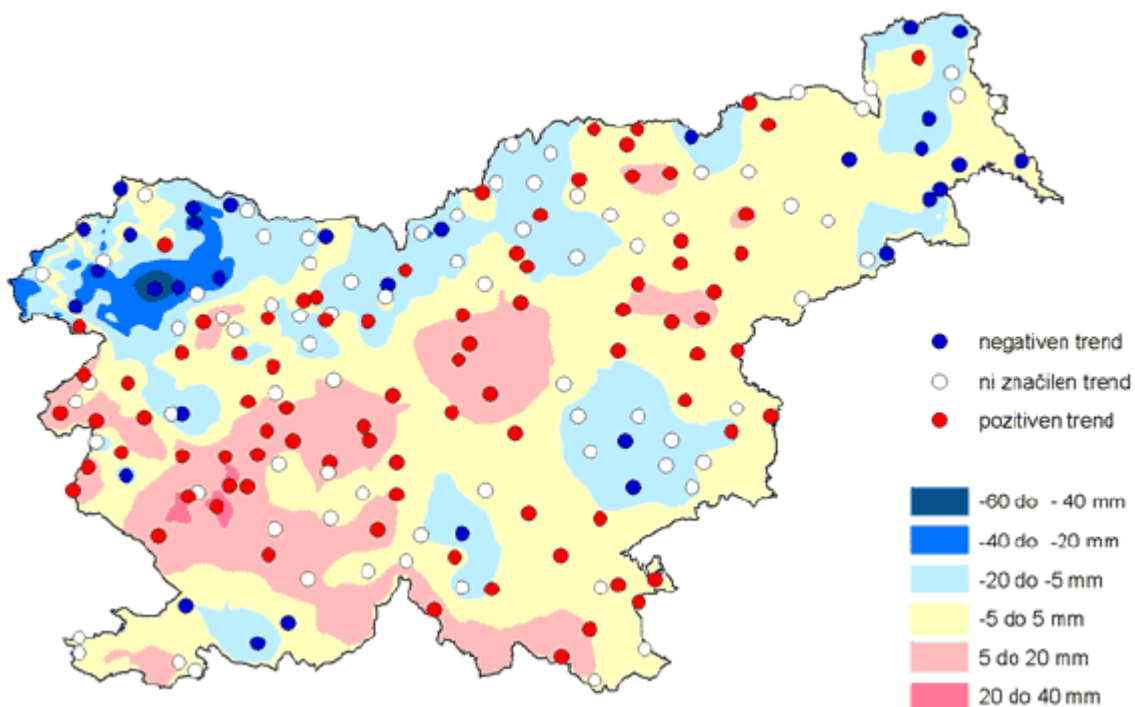 negativen trend
ni značilen trend
pozitiven trend
-60 do - 40 mm
-40 do -20 mm
-20 do -5 mm
-5 do 5 mm
5 do 20 mm
20 do 40 mm